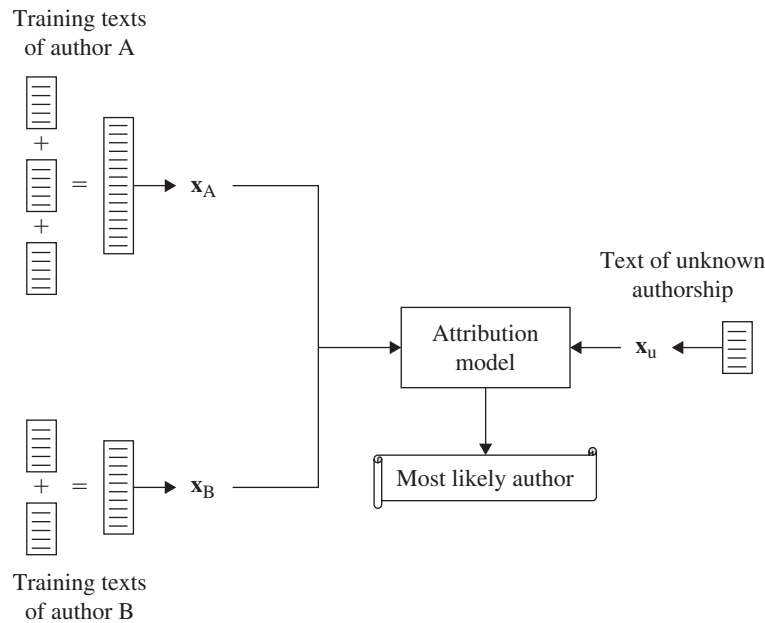 Training texts
of author A
+
=
+
x_A
Text of unknown
authorship
Attribution
model
x_u
Most likely author
+
=
x_B
Training texts
of author B